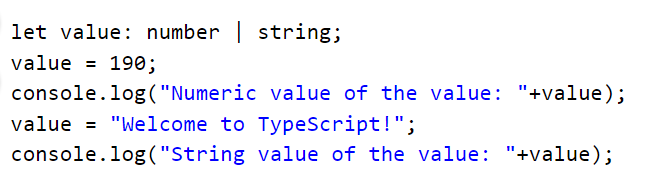 let value: number | string;
value = 190;
console.log("Numeric value of the value: "+value);
value = "Welcome to TypeScript!";
console.log("String value of the value: "+value);